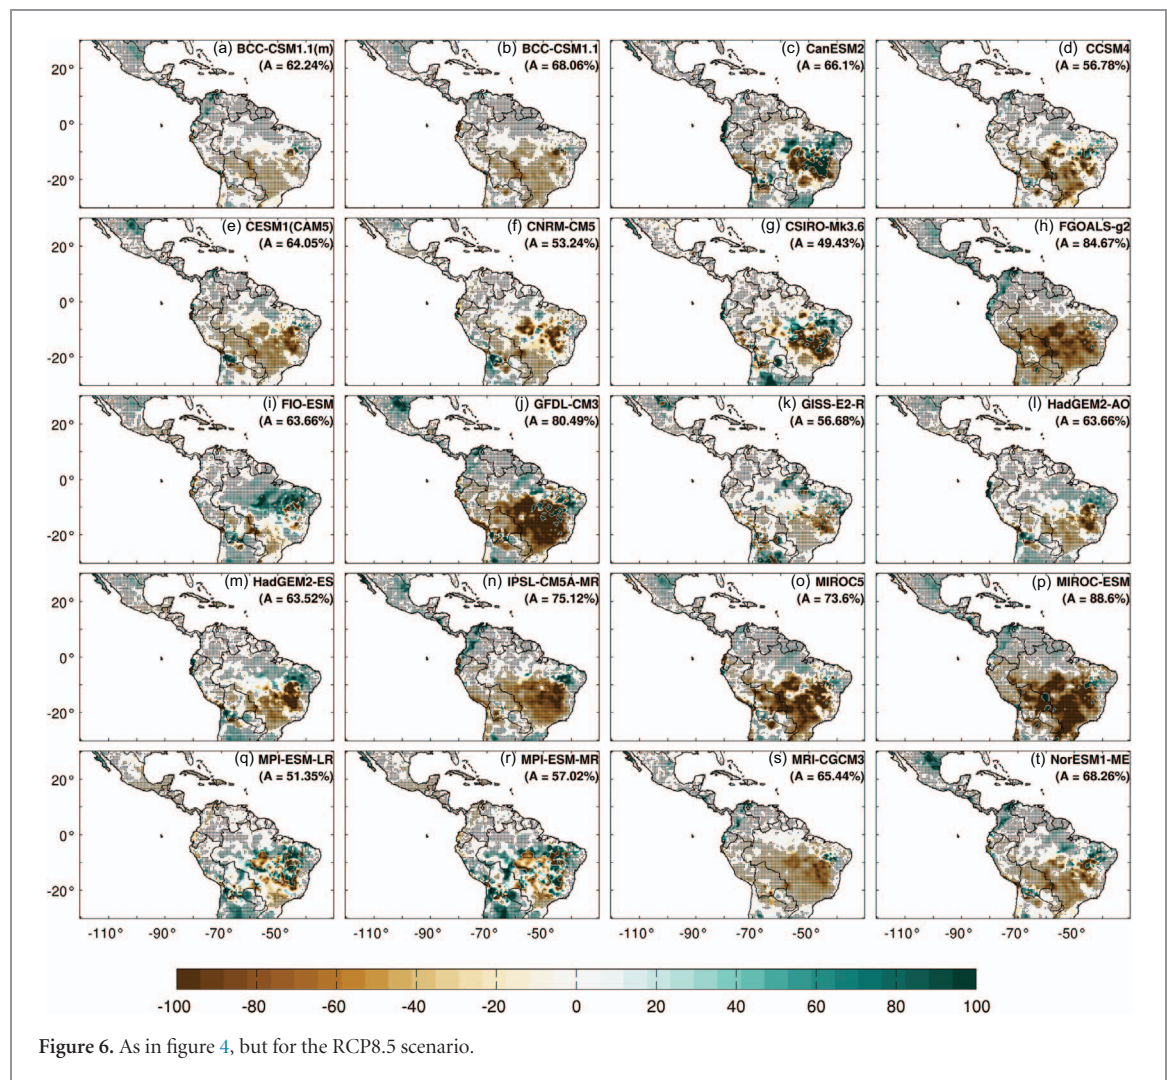 (a) BCC-CSM1.1(m)
(A = 62.24%)
(b) BCC-CSM1.1
(A = 68.06%)
(c) CanESM2
(A = 66.1%)
(d) CCSM4
(A = 56.78%)
20°
0°
-20°
(e) CESM1(CAM5)
(A = 64.05%)
(f) CNRM-CM5
(A = 53.24%)
(g) CSIRO-Mk3.6
(A = 49.43%)
(h) FGOALS-g2
(A = 84.67%)
20°
0°
-20°
(i) FIO-ESM
(A = 63.66%)
(j) GFDL-CM3
(A = 80.49%)
(k) GISS-E2-R
(A = 56.68%)
(l) HadGEM2-AO
(A = 63.66%)
20°
0°
-20°
(m) HadGEM2-ES
(A = 63.52%)
(n) IPSL-CM5A-MR
(A = 75.12%)
(o) MIROC5
(A = 73.6%)
(p) MIROC-ESM
(A = 88.6%)
20°
0°
-20°
(q) MPI-ESM-LR
(A = 51.35%)
(r) MPI-ESM-MR
(A = 57.02%)
(s) MRI-CGCM3
(A = 65.44%)
(t) NorESM1-ME
(A = 68.26%)
20°
0°
-20°
-110° -90° -70° -50° -110° -90° -70° -50° -110° -90° -70° -50° -110° -90° -70° -50°
-100 -80 -60 -40 -20 0 20 40 60 80 100
Figure 6. As in figure 4, but for the RCP8.5 scenario.